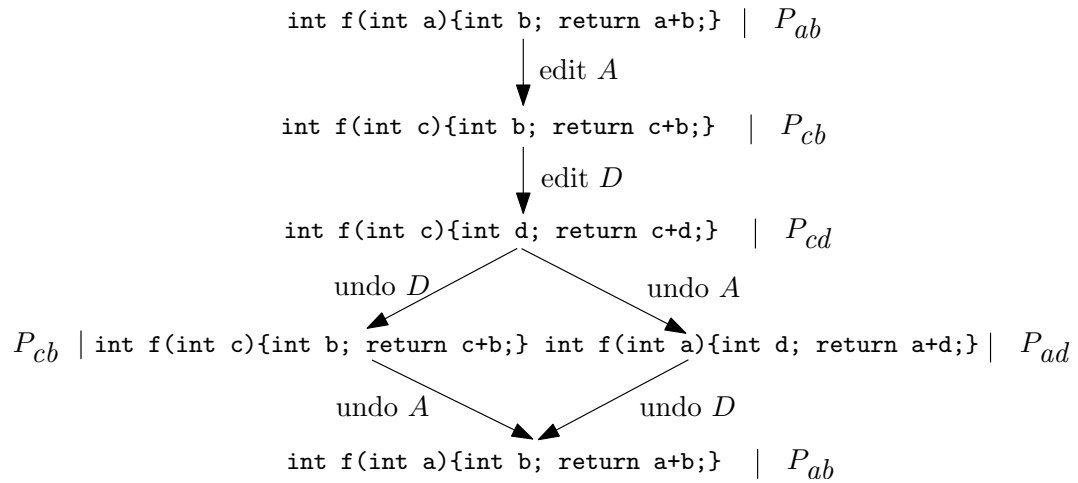 int f(int a){int b; return a+b;} | P_ab
edit A
int f(int c){int b; return c+b;} | P_cb
edit D
int f(int c){int d; return c+d;} | P_cd
undo D undo A
P_cb | int f(int c){int b; return c+b;} int f(int a){int d; return a+d;} | P_ad
undo A undo D
int f(int a){int b; return a+b;} | P_ab